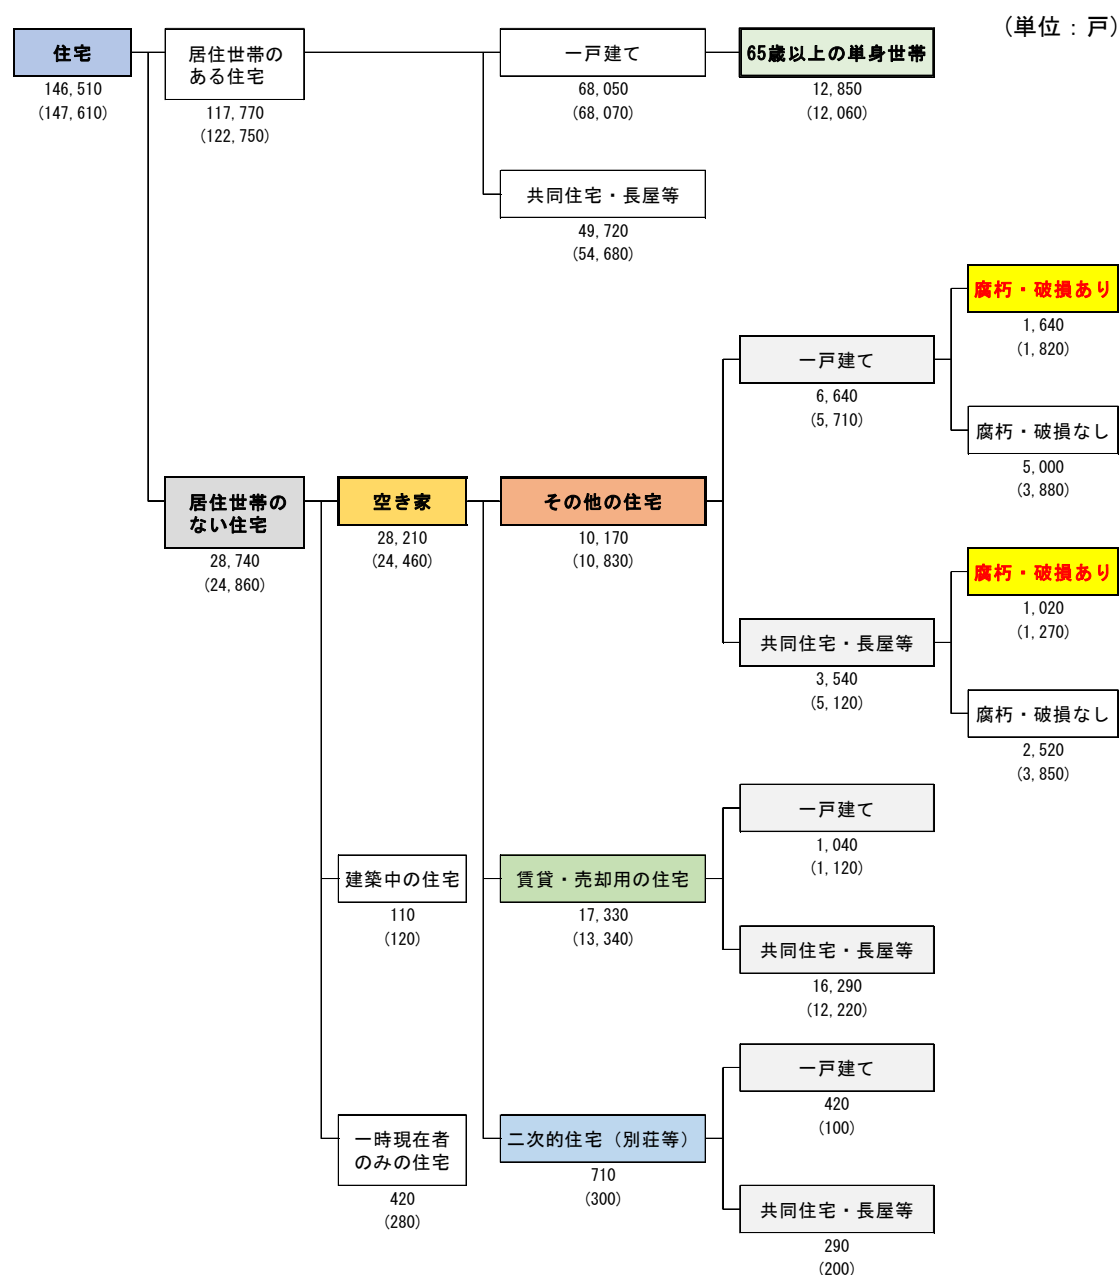 (単位：戸)
住宅
146,510
(147,610)
居住世帯の
ある住宅
117,770
(122,750)
一戸建て
68,050
(68,070)
65歳以上の単身世帯
12,850
(12,060)
共同住宅・長屋等
49,720
(54,680)
居住世帯の
ない住宅
28,740
(24,860)
空き家
28,210
(24,460)
その他の住宅
10,170
(10,830)
一戸建て
6,640
(5,710)
腐朽・破損あり
1,640
(1,820)
腐朽・破損なし
5,000
(3,880)
共同住宅・長屋等
3,540
(5,120)
腐朽・破損あり
1,020
(1,270)
腐朽・破損なし
2,520
(3,850)
建築中の住宅
110
(120)
賃貸・売却用の住宅
17,330
(13,340)
一戸建て
1,040
(1,120)
共同住宅・長屋等
16,290
(12,220)
一時現在者
のみの住宅
420
(280)
二次的住宅（別荘等）
710
(300)
一戸建て
420
(100)
共同住宅・長屋等
290
(200)